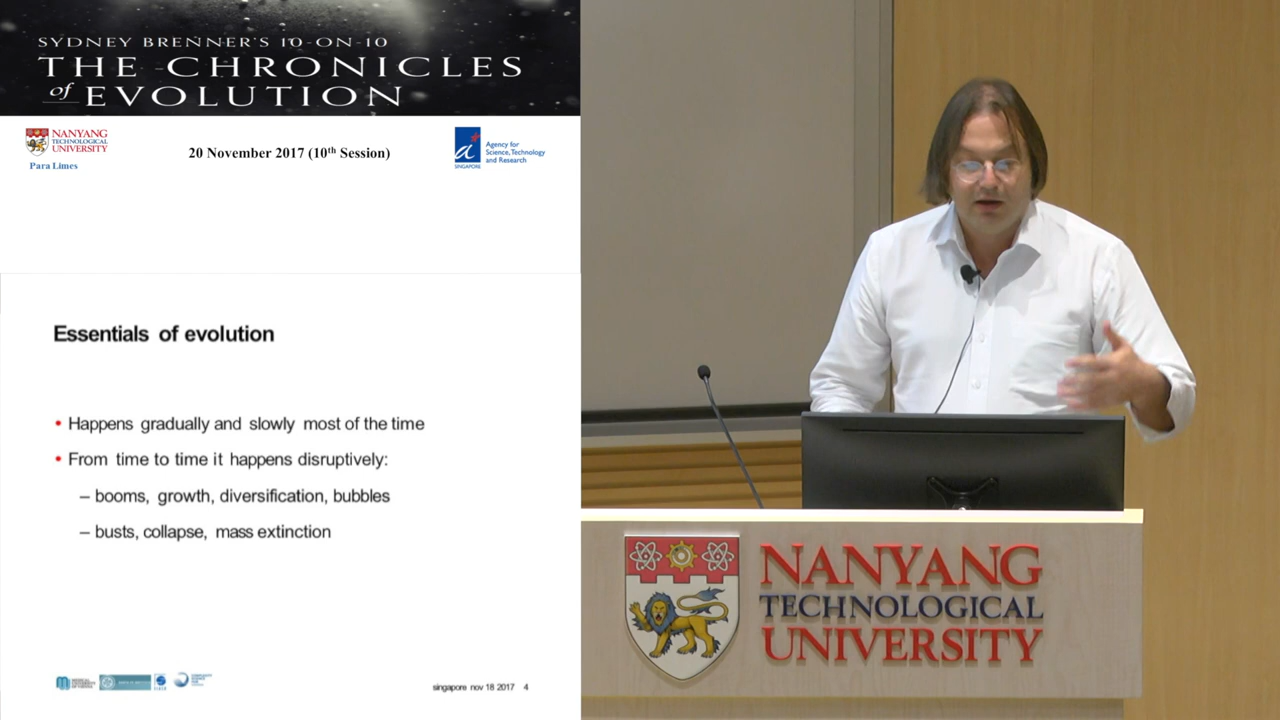 SYDNEY BRENNER'S 10-ON-10
THE CHRONICLES
of EVOLUTION
NANYANG
TECHNOLOGICAL
UNIVERSITY
Para Limes
20 November 2017 (10th Session)
SINGAPORE
Agency for
Science, Technology
and Research
Essentials of evolution
• Happens gradually and slowly most of the time
• From time to time it happens disruptively:
– booms, growth, diversification, bubbles
– busts, collapse, mass extinction
singapore nov 18 2017 4
NANYANG
TECHNOLOGICAL
UNIVERSITY